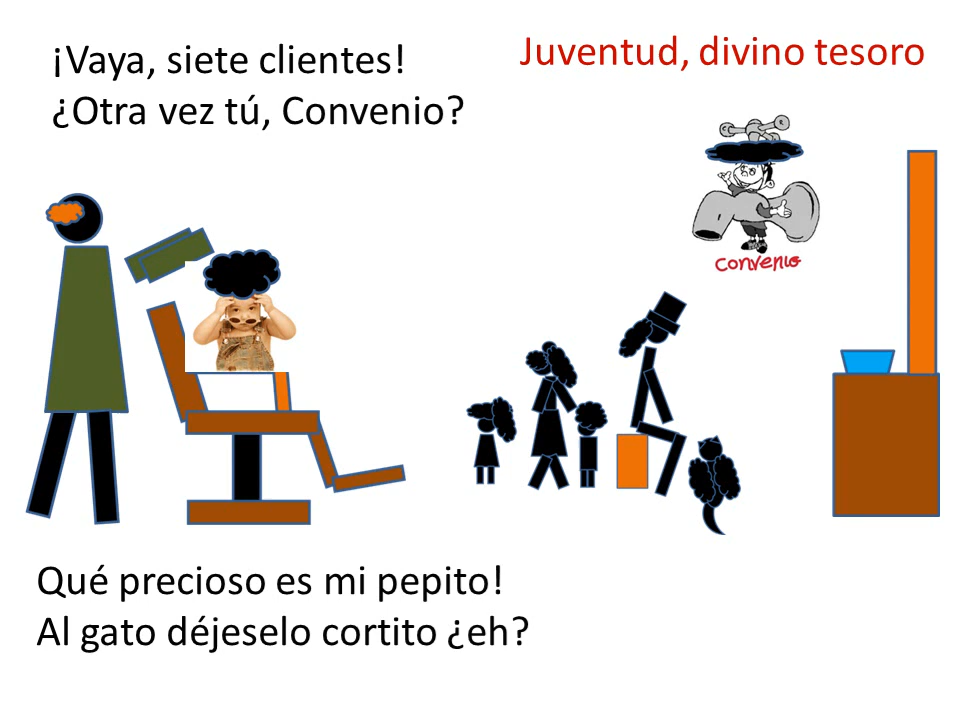 ¡Vaya, siete clientes!
¿Otra vez tú, Convenio?
Juventud, divino tesoro
convenio
Qué precioso es mi pepito!
Al gato déjeselo cortito ¿eh?